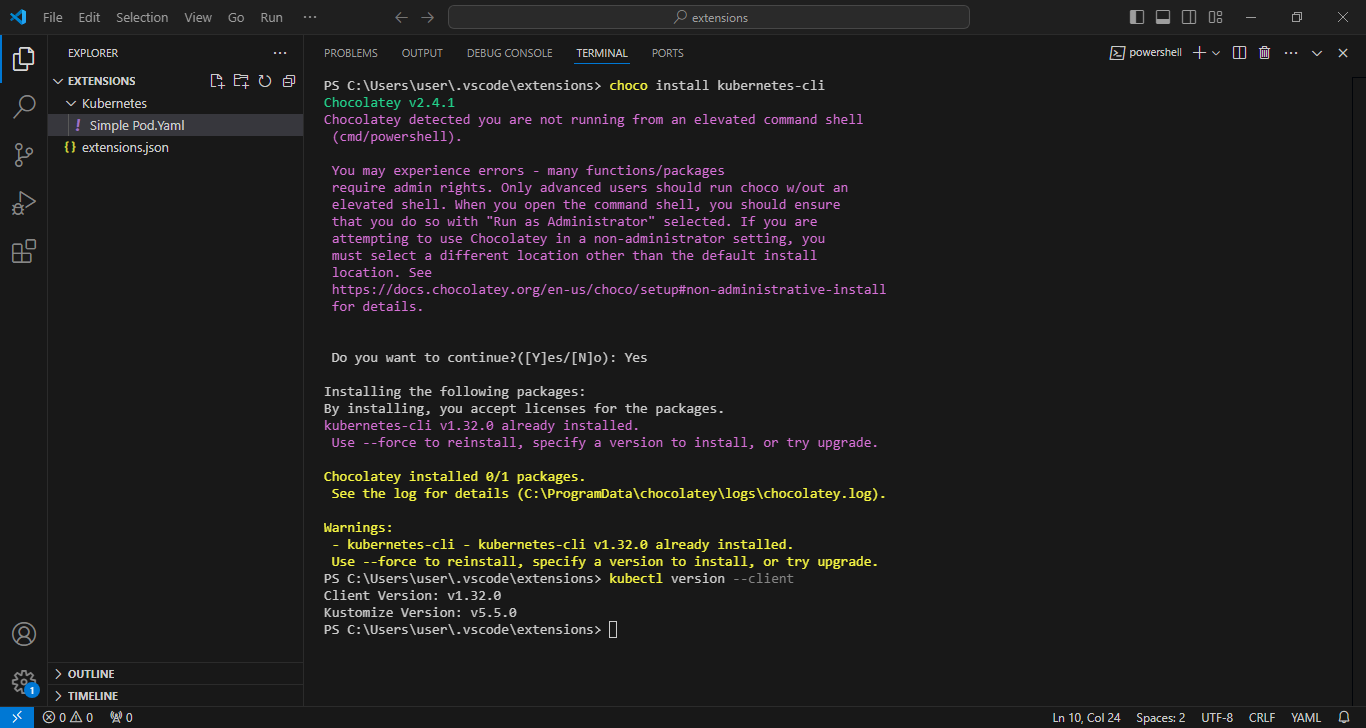 File Edit Selection View Go Run ···
extensions
EXPLORER ···
EXTENSIONS
Kubernetes
! Simple Pod.Yaml
{} extensions.json
OUTLINE
TIMELINE
1
PROBLEMS OUTPUT DEBUG CONSOLE TERMINAL PORTS
powershell
PS C:\Users\user\.vscode\extensions> choco install kubernetes-cli
Chocolatey v2.4.1
Chocolatey detected you are not running from an elevated command shell
(cmd/powershell).
You may experience errors - many functions/packages
require admin rights. Only advanced users should run choco w/out an
elevated shell. When you open the command shell, you should ensure
that you do so with "Run as Administrator" selected. If you are
attempting to use Chocolatey in a non-administrator setting, you
must select a different location other than the default install
location. See
https://docs.chocolatey.org/en-us/choco/setup#non-administrative-install
for details.
Do you want to continue?([Y]es/[N]o): Yes
Installing the following packages:
By installing, you accept licenses for the packages.
kubernetes-cli v1.32.0 already installed.
Use --force to reinstall, specify a version to install, or try upgrade.
Chocolatey installed 0/1 packages.
See the log for details (C:\ProgramData\chocolatey\logs\chocolatey.log).
Warnings:
- kubernetes-cli - kubernetes-cli v1.32.0 already installed.
Use --force to reinstall, specify a version to install, or try upgrade.
PS C:\Users\user\.vscode\extensions> kubectl version --client
Client Version: v1.32.0
Kustomize Version: v5.5.0
PS C:\Users\user\.vscode\extensions>
0 0 0
Ln 10, Col 24 Spaces: 2 UTF-8 CRLF YAML